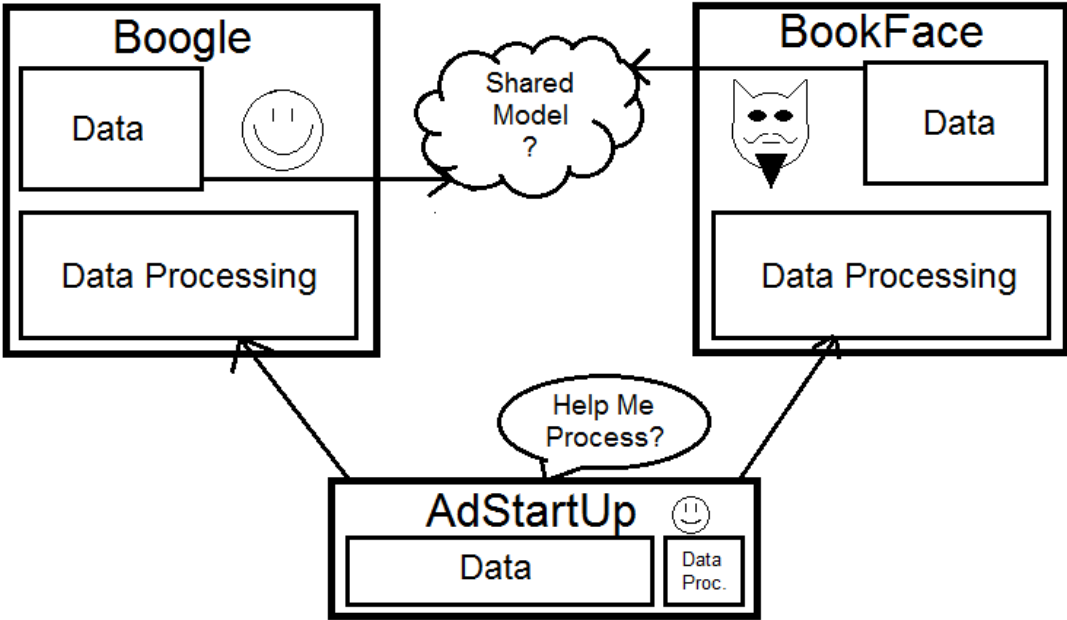 Boogle
Data
Data Processing
Shared
Model
?
BookFace
Data
Data Processing
Help Me
Process?
AdStartUp
Data
Data
Proc.